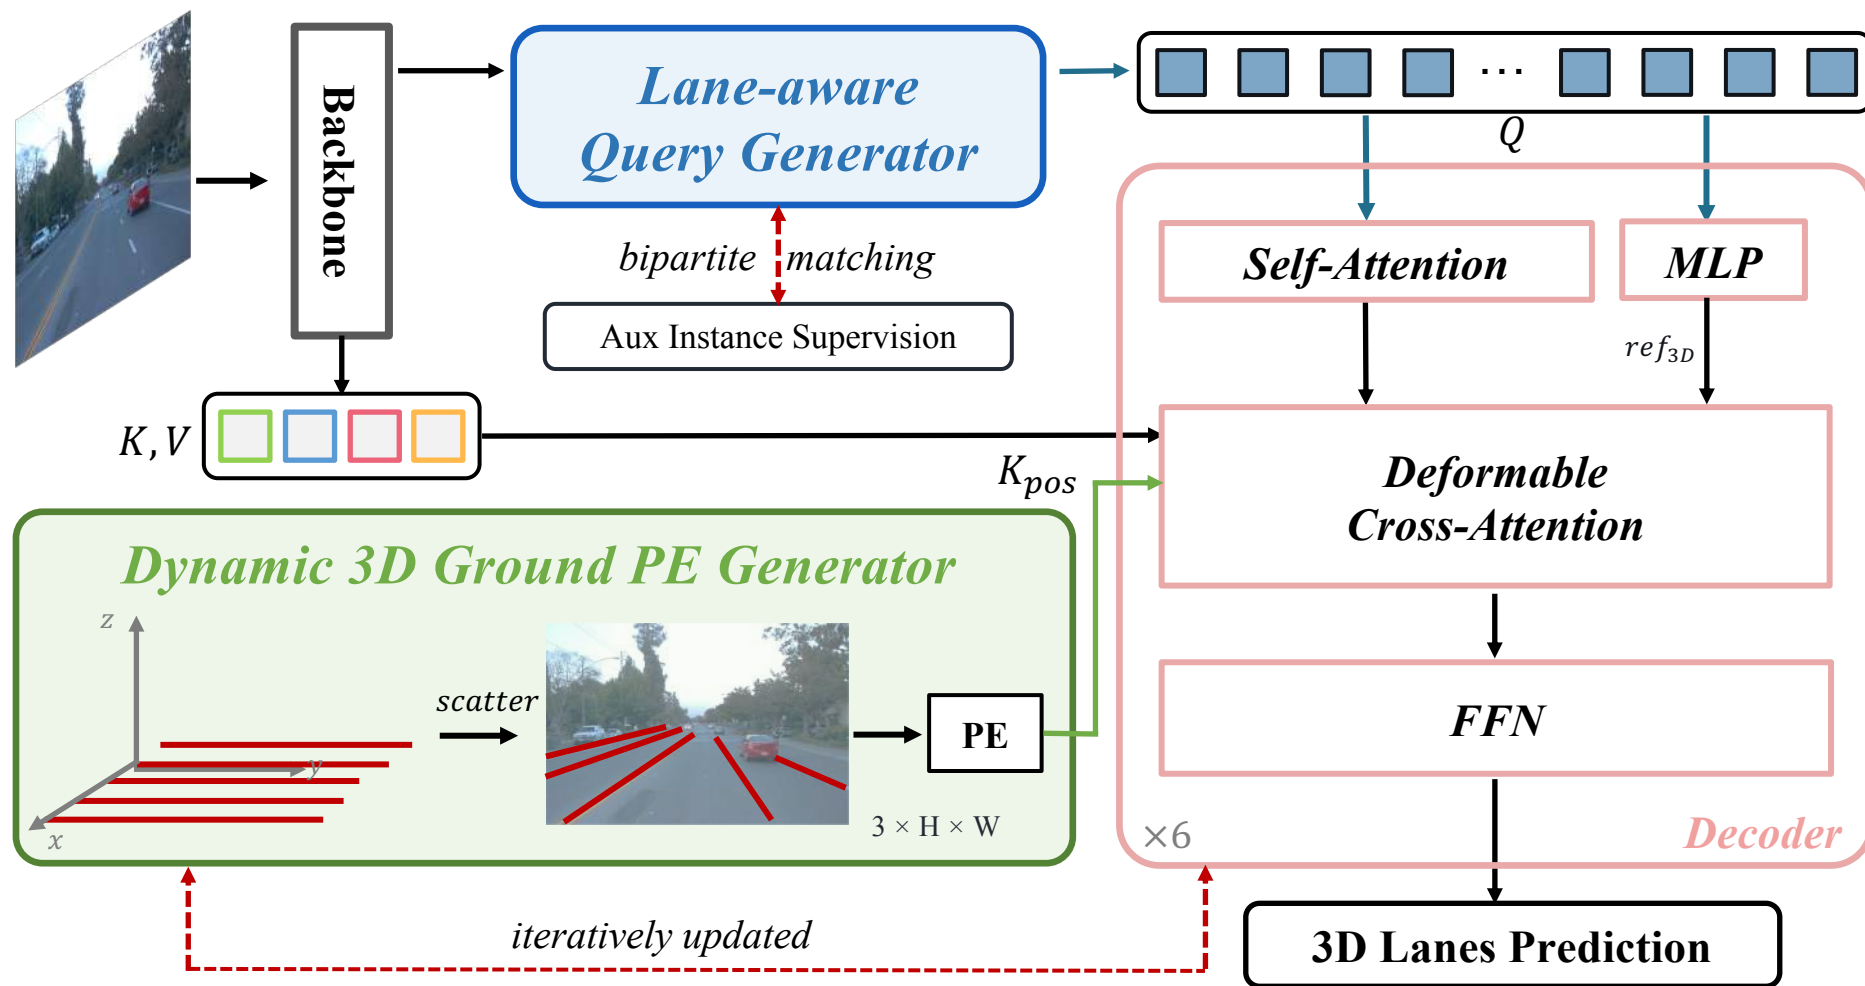 Backbone
Lane-aware
Query Generator
bipartite matching
Aux Instance Supervision
K, V
Q
Self-Attention
MLP
ref3D
Deformable
Cross-Attention
Kpos
FFN
×6
Decoder
3D Lanes Prediction
Dynamic 3D Ground PE Generator
z
y
x
scatter
PE
3 × H × W
iteratively updated